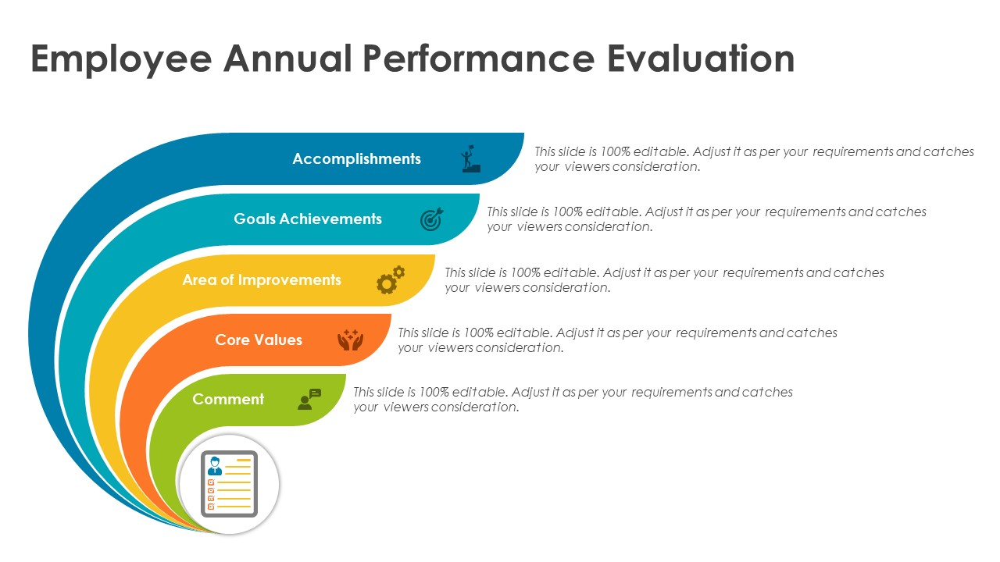 Employee Annual Performance Evaluation
Accomplishments
This slide is 100% editable. Adjust it as per your requirements and catches
your viewers consideration.
Goals Achievements
This slide is 100% editable. Adjust it as per your requirements and catches
your viewers consideration.
Area of Improvements
This slide is 100% editable. Adjust it as per your requirements and catches
your viewers consideration.
Core Values
This slide is 100% editable. Adjust it as per your requirements and catches
your viewers consideration.
Comment
This slide is 100% editable. Adjust it as per your requirements and catches
your viewers consideration.